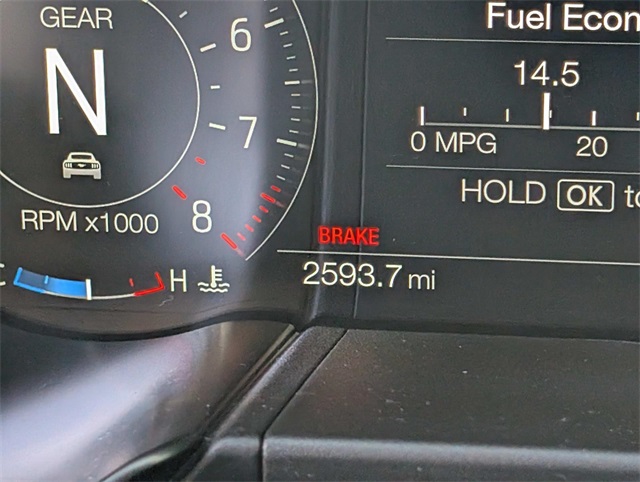 GEAR
N
6
7
8
RPM x1000
H
BRAKE
2593.7 mi
Fuel Econ
14.5
0 MPG
20
HOLD OK to